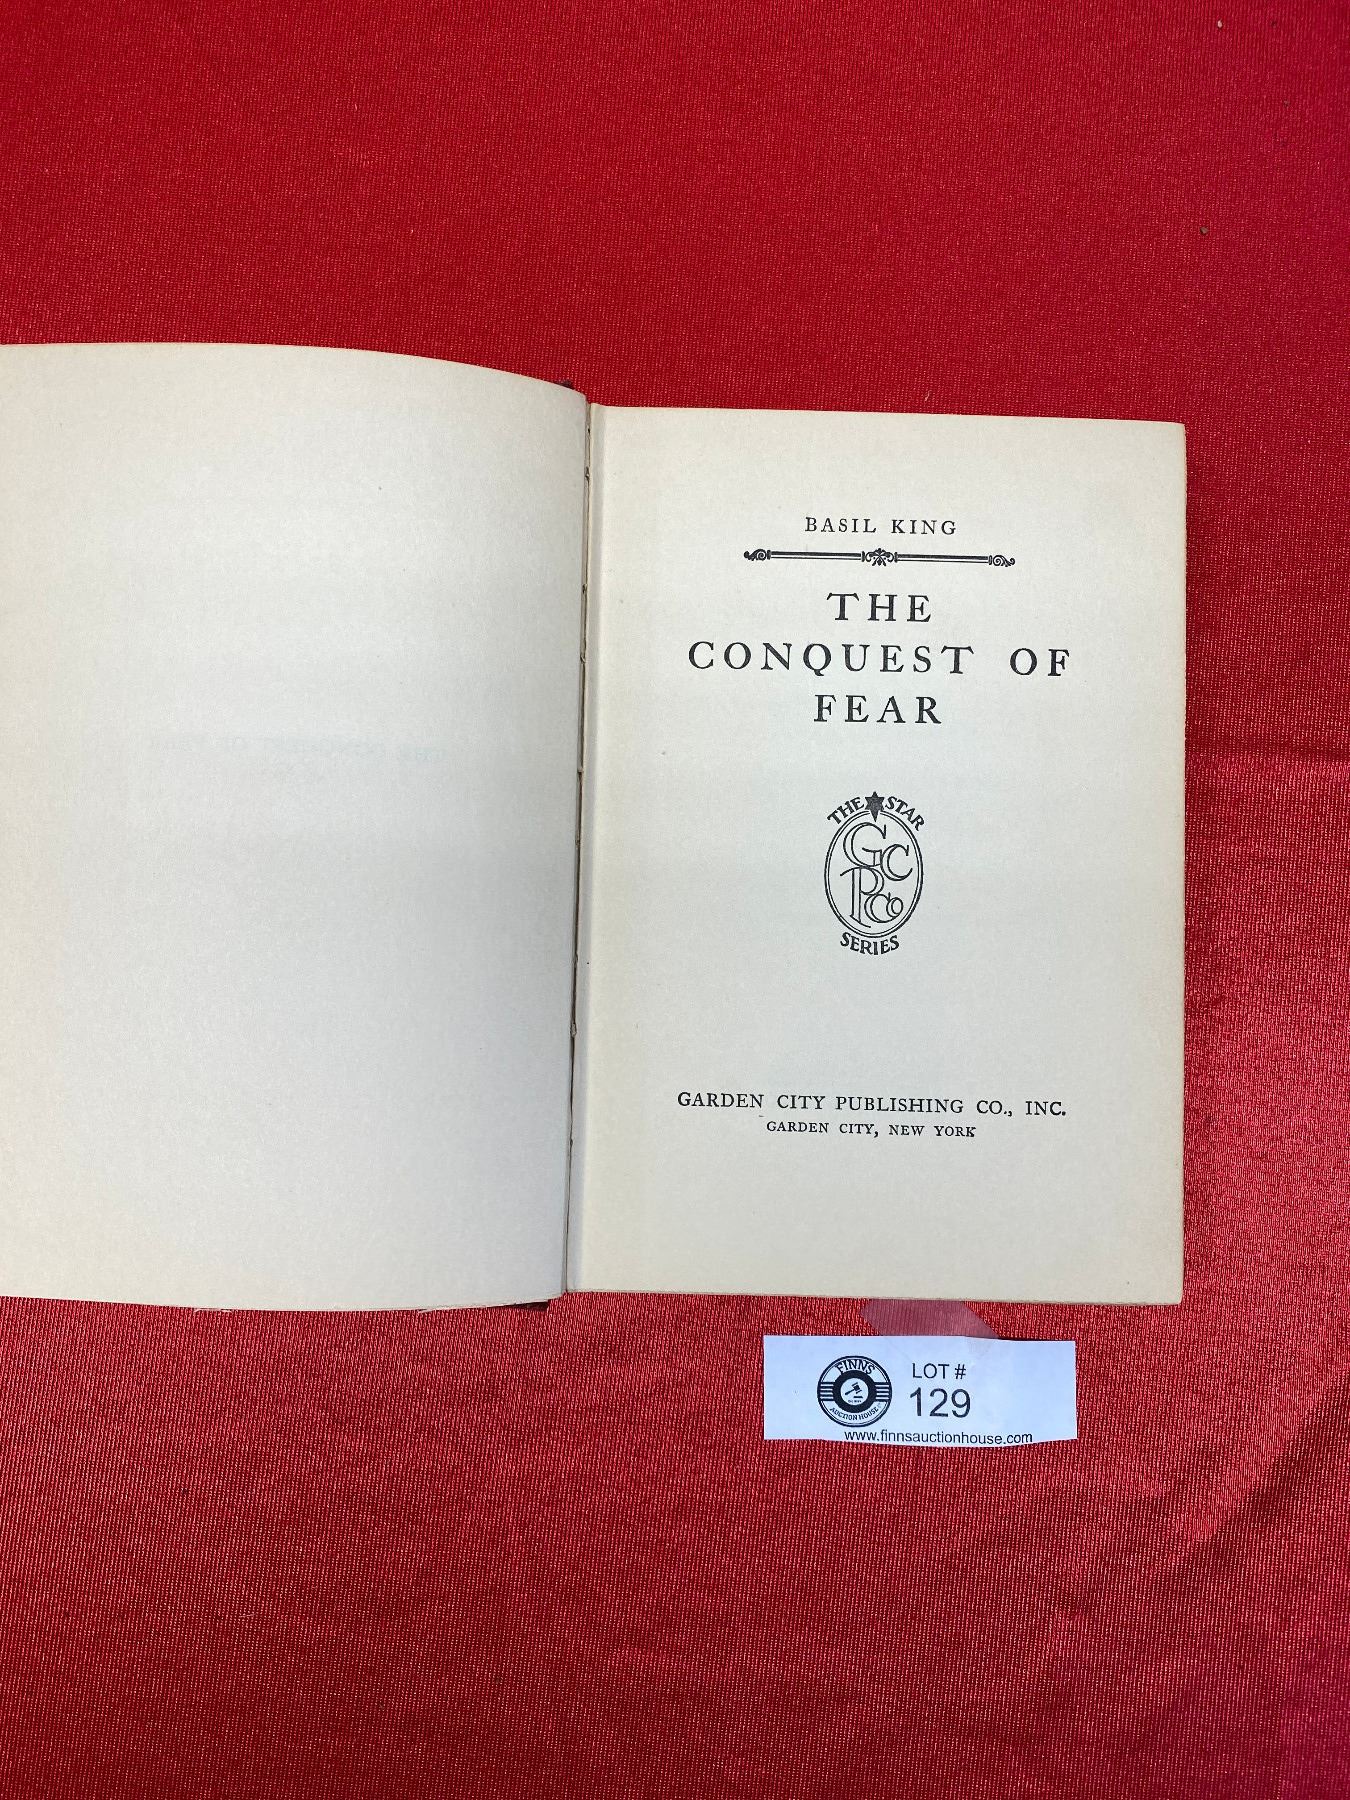 BASIL KING
THE
CONQUEST OF
FEAR
THE STAR
GC
PCo
SERIES
GARDEN CITY PUBLISHING CO., INC.
GARDEN CITY, NEW YORK
FINNS
AUCTION HOUSE
LOT #
129
www.finnsauctionhouse.com